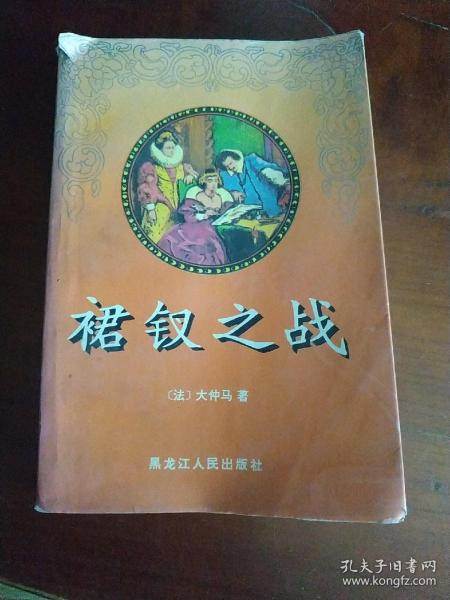 裙钗之战
〔法〕大仲马 著
黑龙江人民出版社
孔夫子旧书网
www.kongfz.com